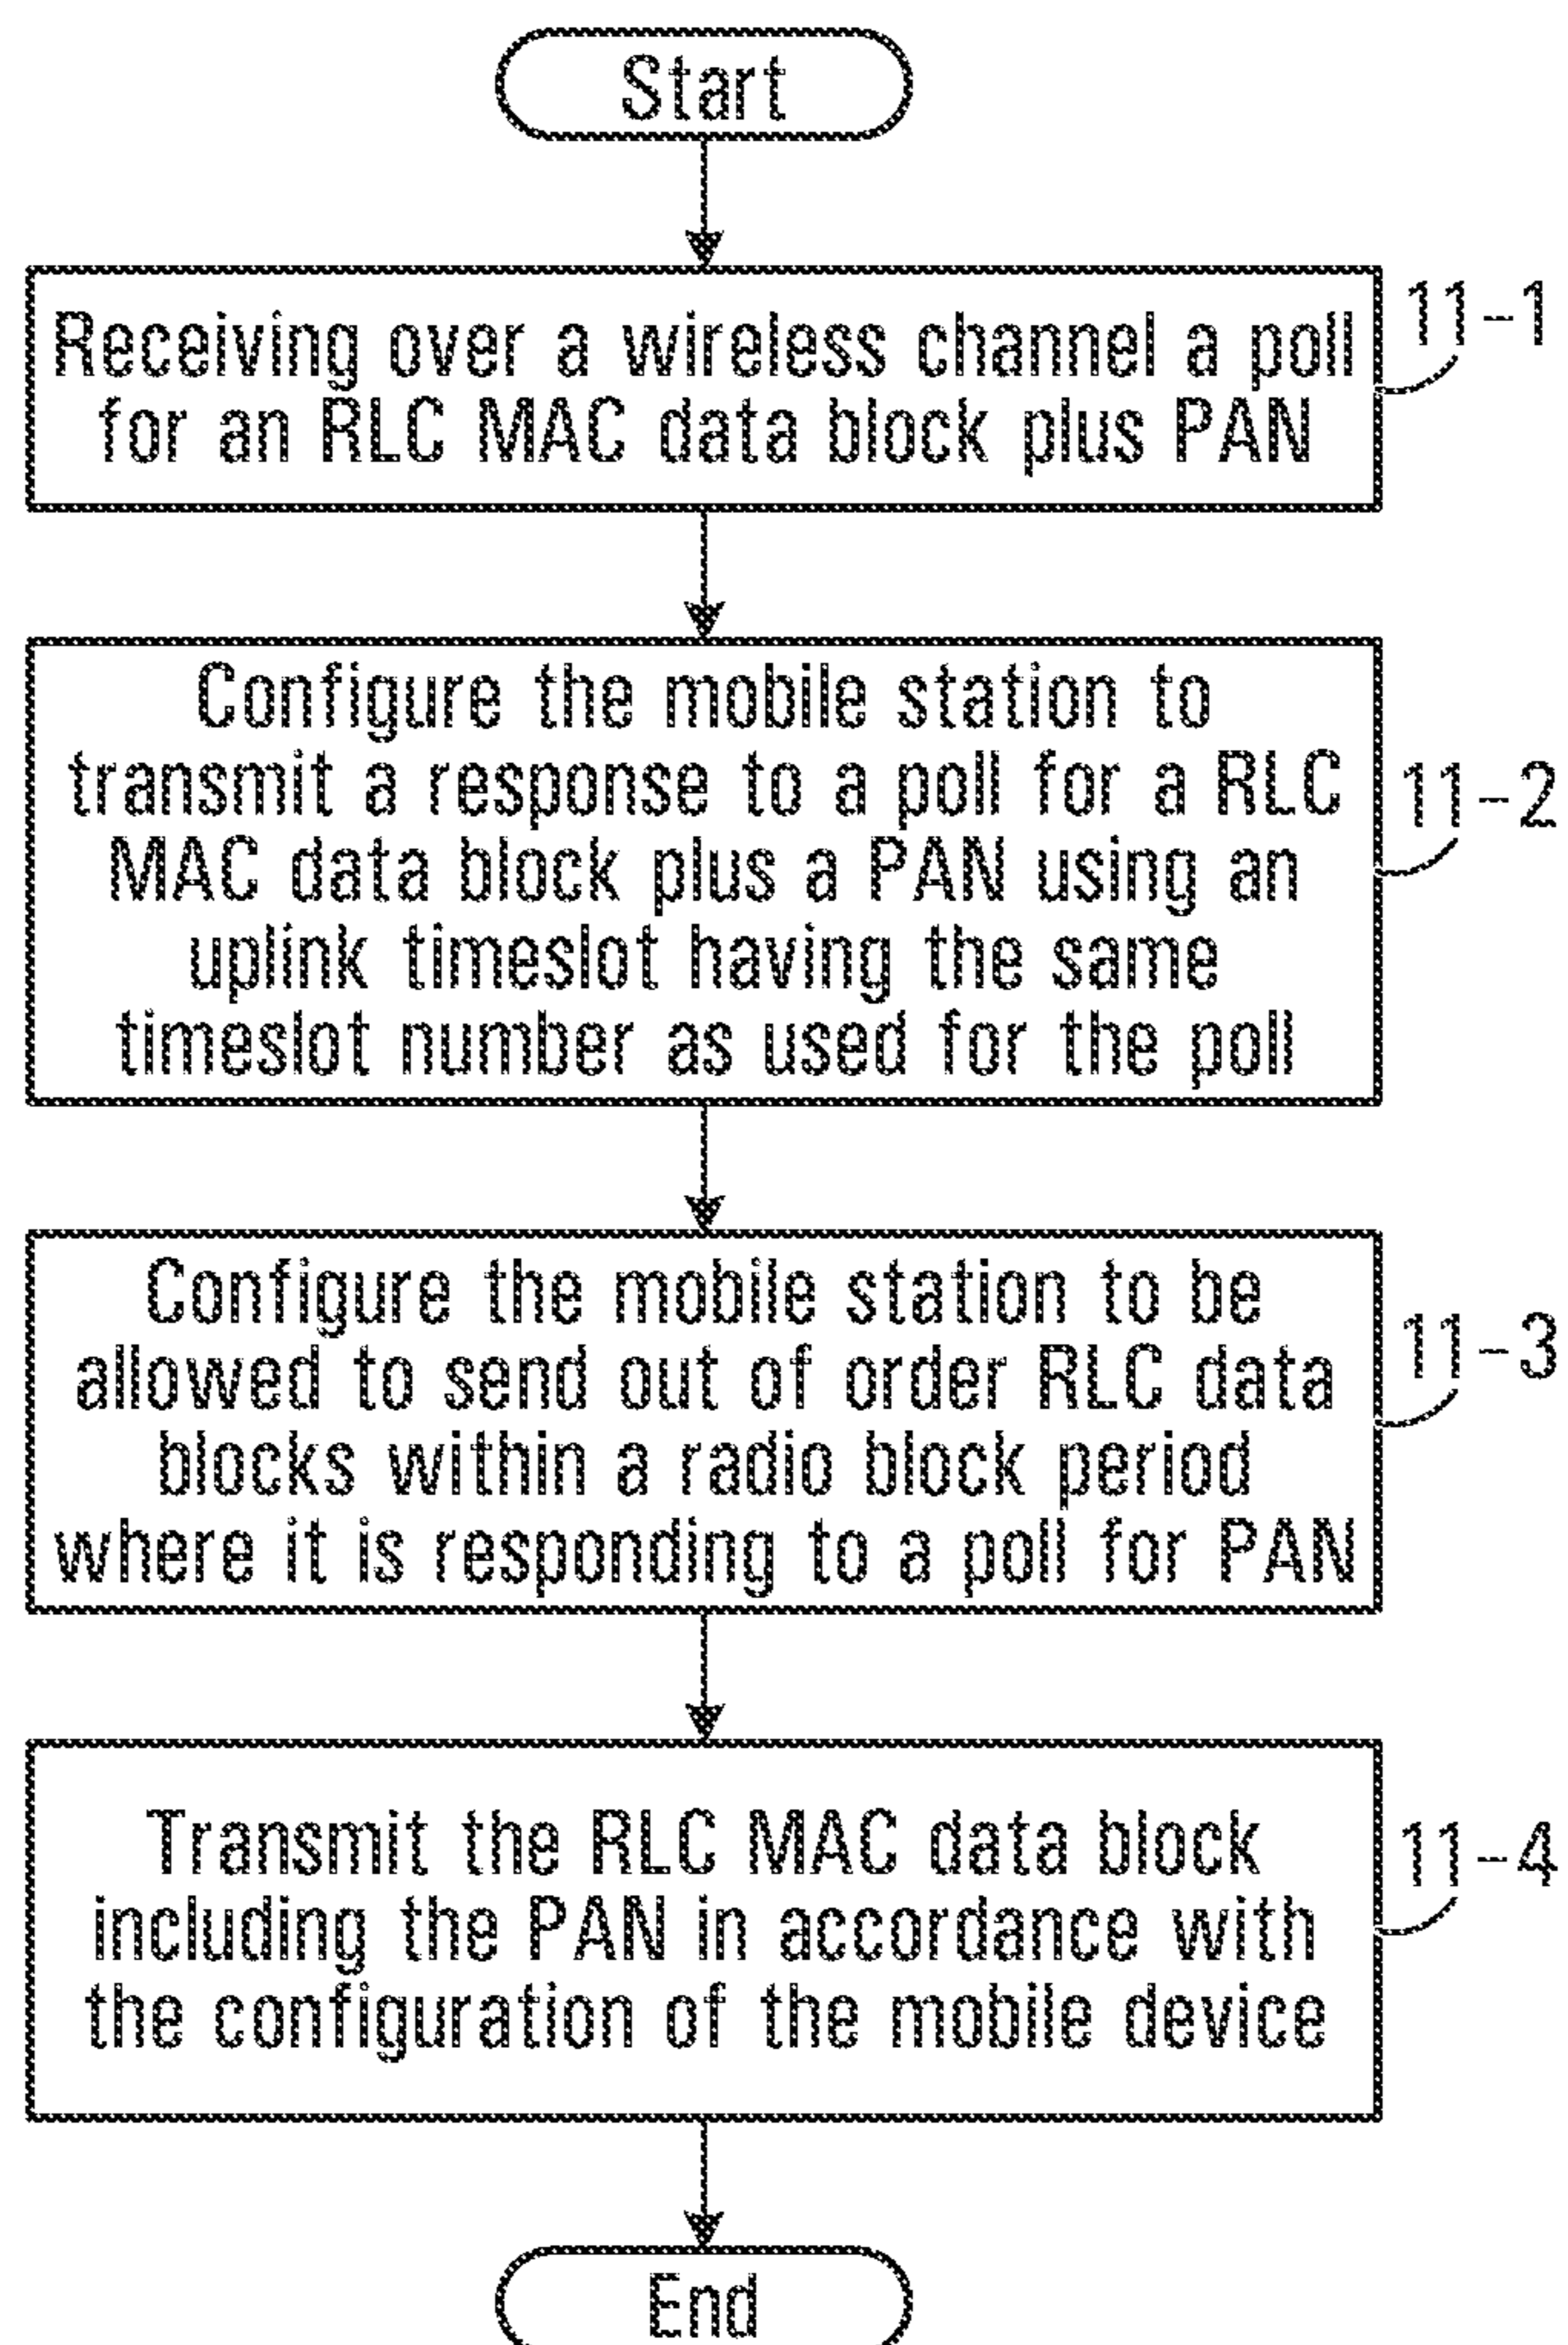 Start
Receiving over a wireless channel a poll
for an RLC MAC data block plus PAN
11-1
Configure the mobile station to
transmit a response to a poll for a RLC
MAC data block plus a PAN using an
uplink timeslot having the same
timeslot number as used for the poll
11-2
Configure the mobile station to be
allowed to send out of order RLC data
blocks within a radio block period
where it is responding to a poll for PAN
11-3
Transmit the RLC MAC data block
including the PAN in accordance with
the configuration of the mobile device
11-4
End